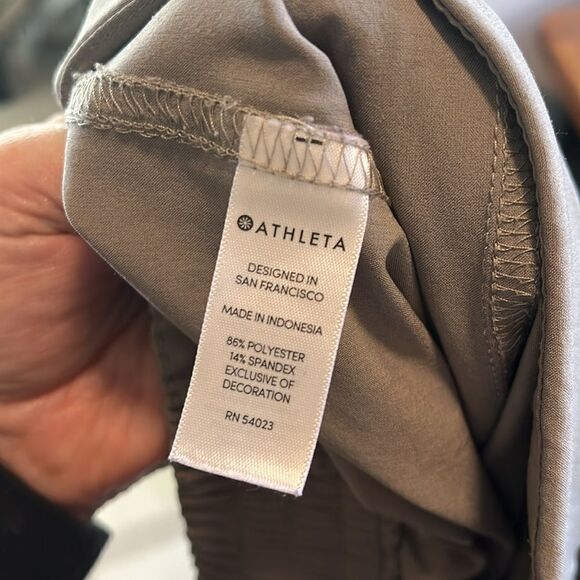 ATHLETA
DESIGNED IN
SAN FRANCISCO
MADE IN INDONESIA
86% POLYESTER
14% SPANDEX
EXCLUSIVE OF
DECORATION
RN 54023